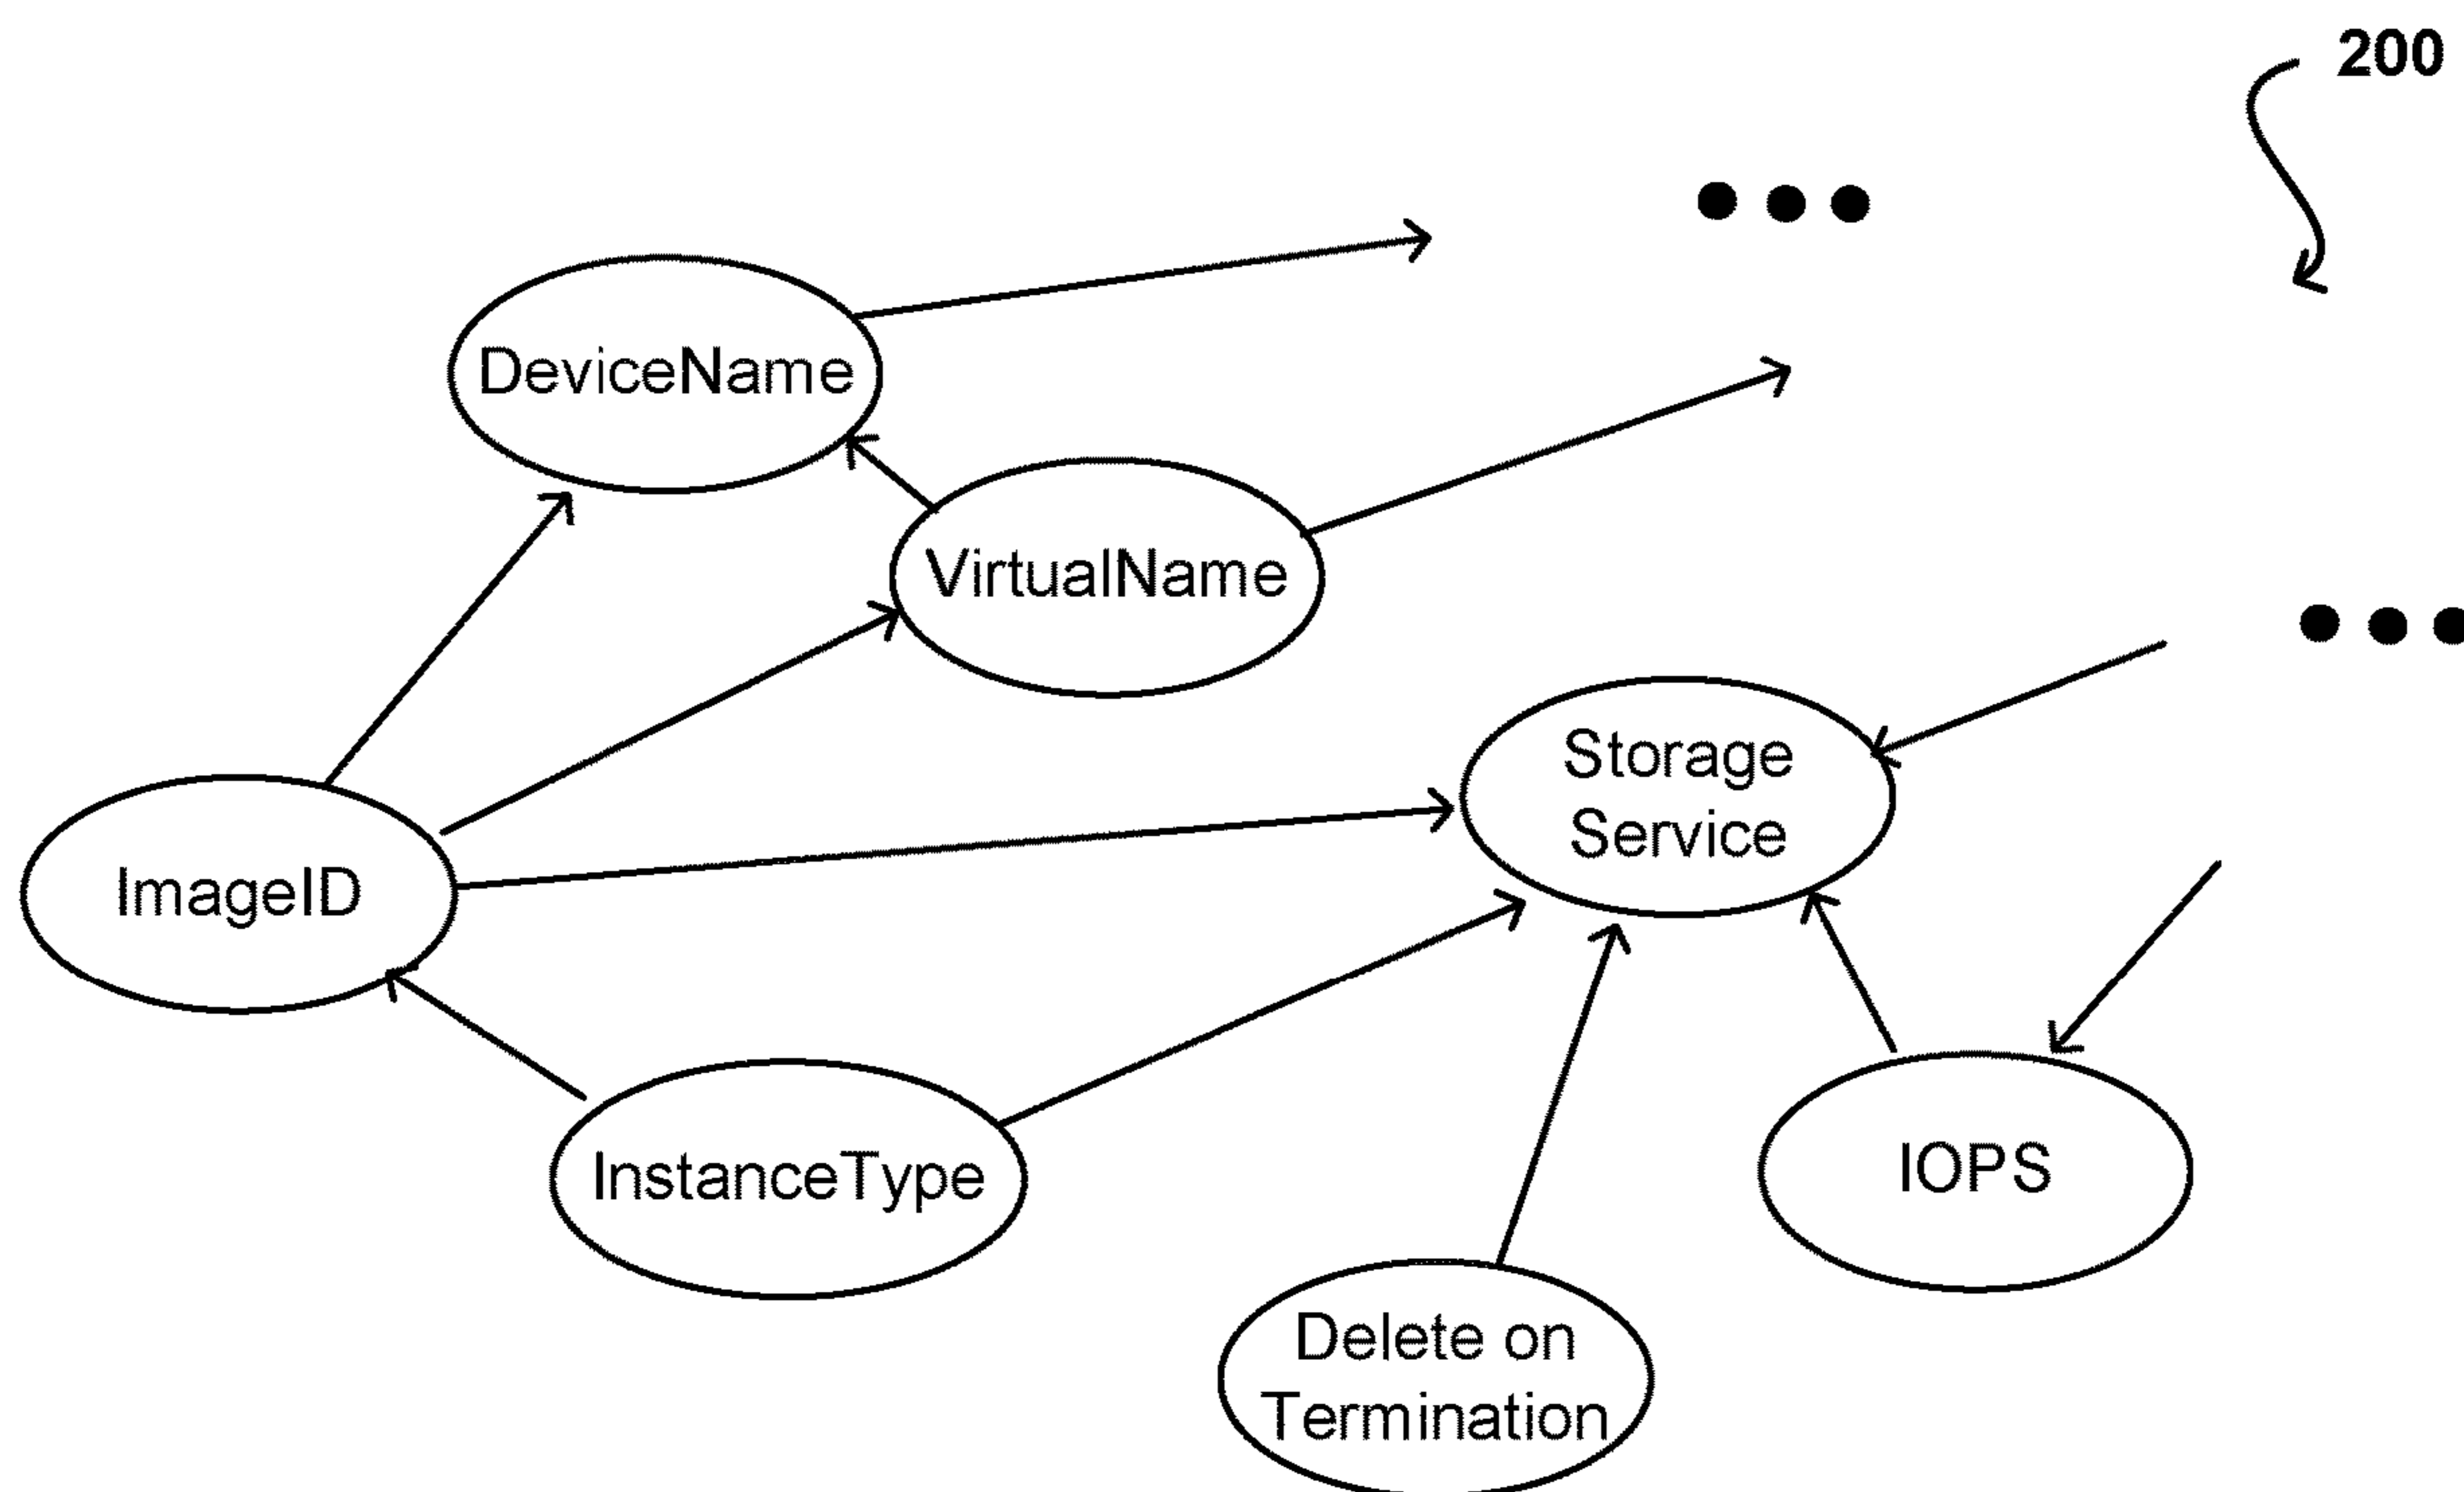 200
DeviceName
VirtualName
Storage
Service
ImageID
InstanceType
IOPS
Delete on
Termination